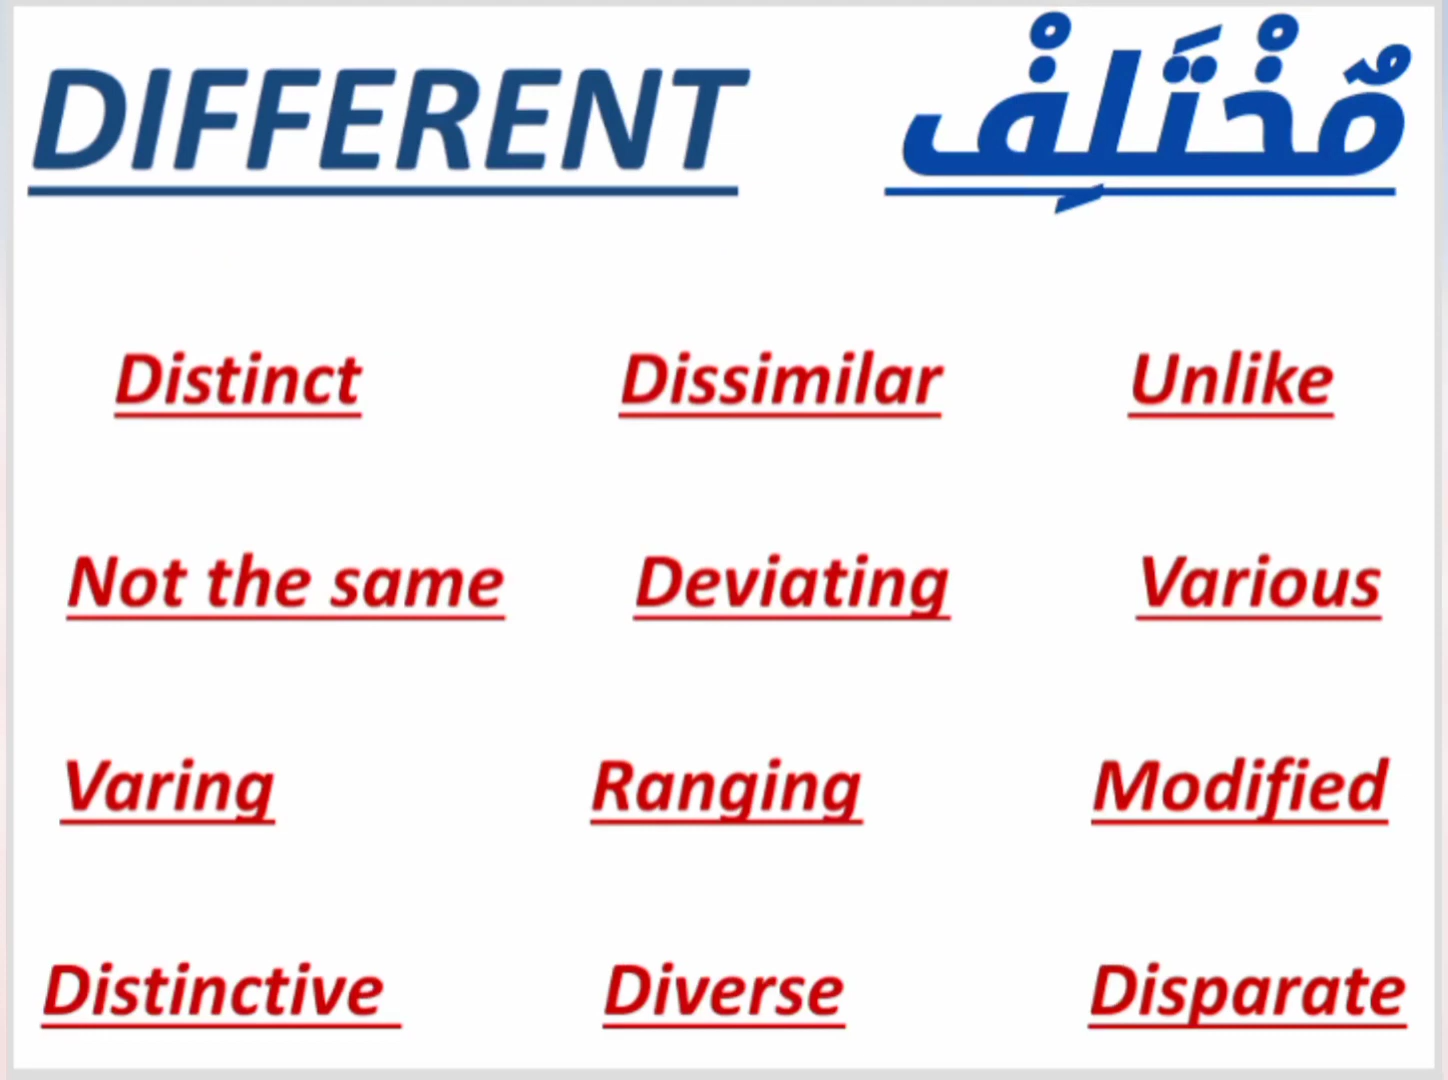 DIFFERENT مُخْتَلِفْ
Distinct Dissimilar Unlike
Not the same Deviating Various
Varing Ranging Modified
Distinctive Diverse Disparate